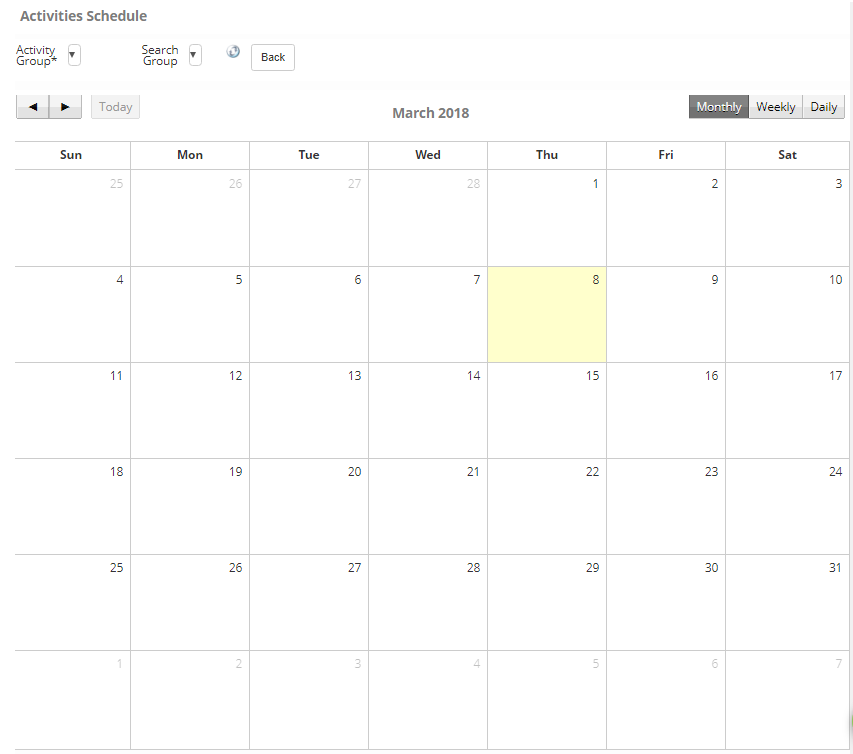 Activities Schedule
Activity Group* ▼ Search Group ▼ Back
◀ ▶ Today March 2018 Monthly Weekly Daily
Sun Mon Tue Wed Thu Fri Sat
25 26 27 28 1 2 3
4 5 6 7 8 9 10
11 12 13 14 15 16 17
18 19 20 21 22 23 24
25 26 27 28 29 30 31
1 2 3 4 5 6 7